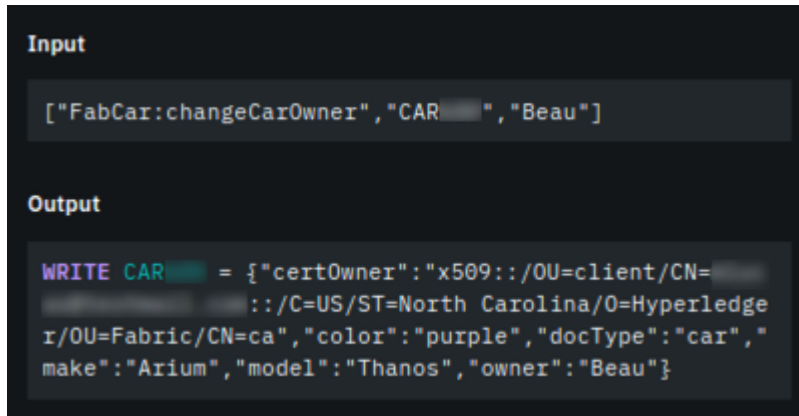 Input
["FabCar:changeCarOwner","CAR ","Beau"]
Output
WRITE CAR = {"certOwner":"x509::/OU=client/CN=
::/C=US/ST=North Carolina/O=Hyperledge
r/OU=Fabric/CN=ca","color":"purple","docType":"car","
make":"Arium","model":"Thanos","owner":"Beau"}